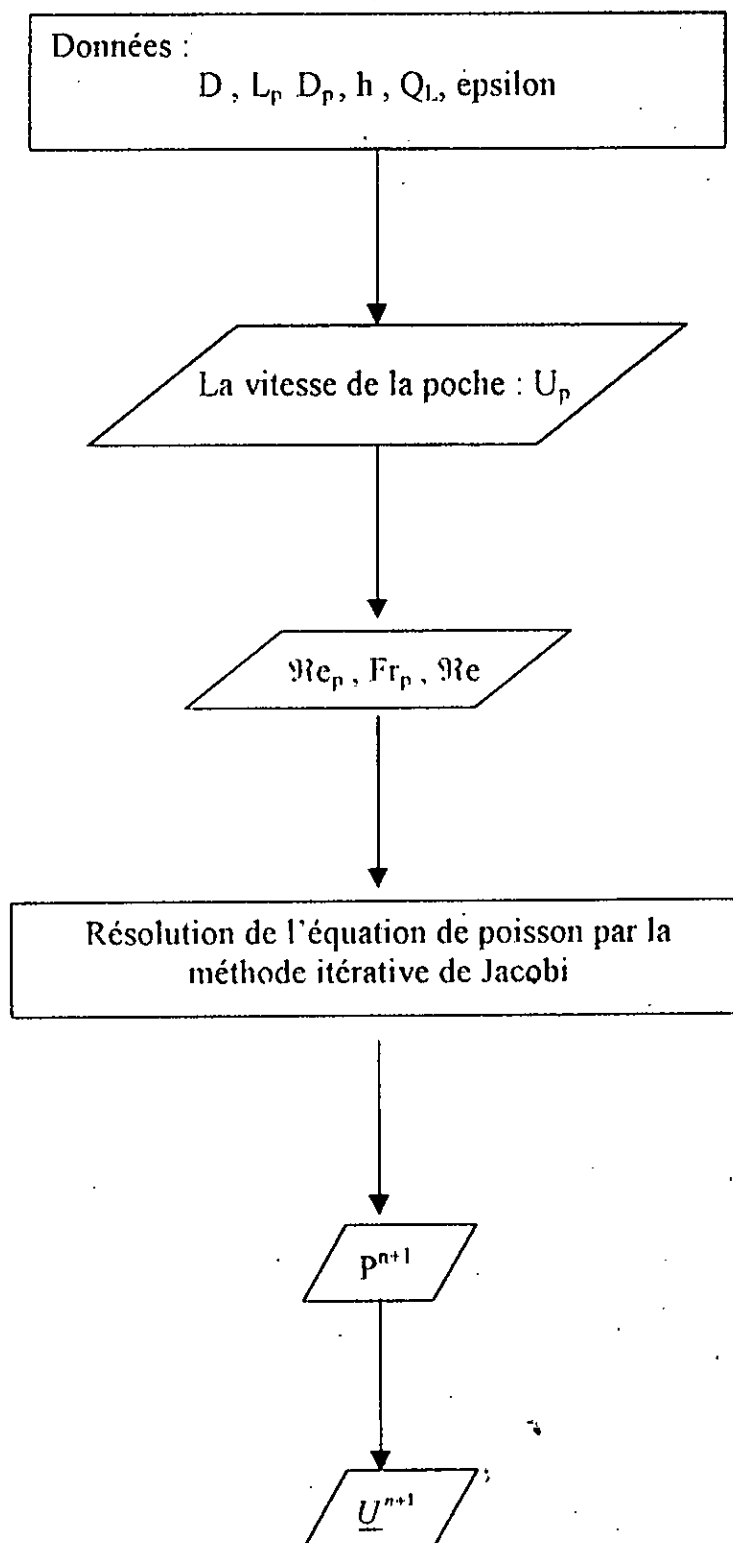 Données :
D , Lₚ Dₚ, h , Q_L, epsilon
La vitesse de la poche : Uₚ
ℜeₚ , Frₚ , ℜe
Résolution de l'équation de poisson par la
méthode itérative de Jacobi
Pⁿ⁺¹
Uⁿ⁺¹